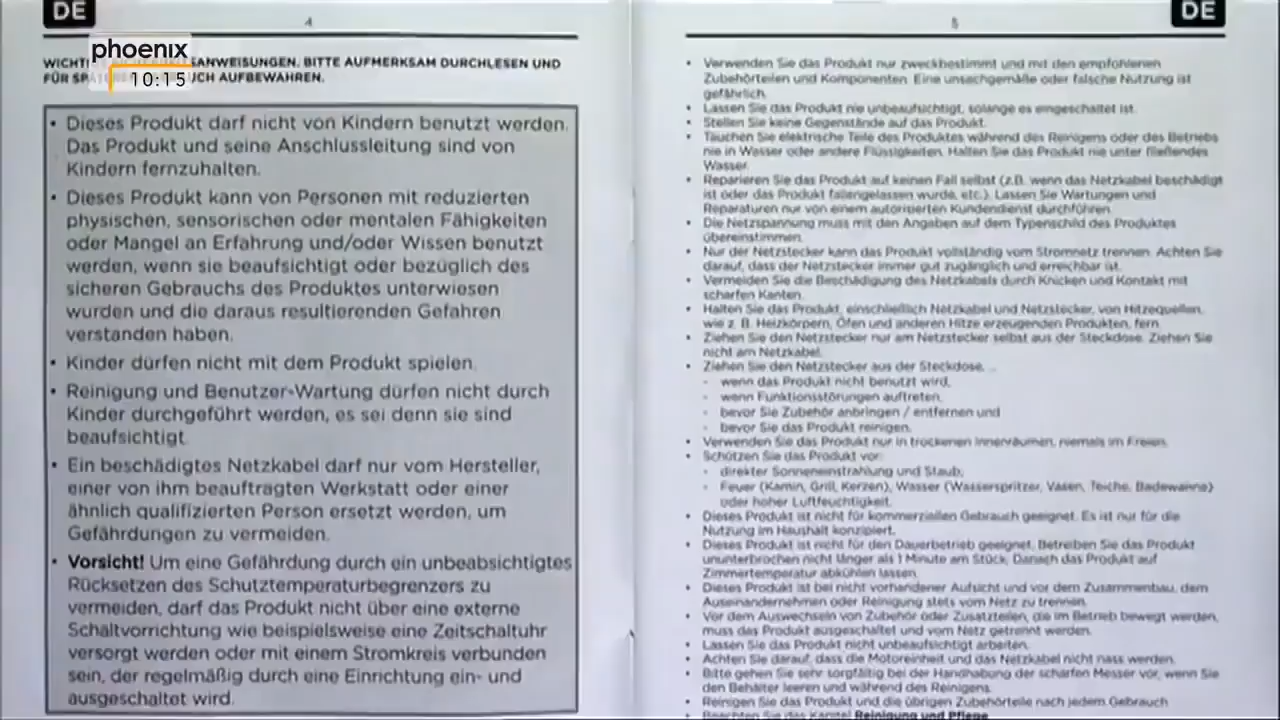 DE
4
phoenix
10:15
ANWEISUNGEN. BITTE AUFMERKSAM DURCHLESEN UND
FÜR AUFBEWAHREN.
• Dieses Produkt darf nicht von Kindern benutzt werden.
Das Produkt und seine Anschlussleitung sind von
Kindern fernzuhalten.
• Dieses Produkt kann von Personen mit reduzierten
physischen, sensorischen oder mentalen Fähigkeiten
oder Mangel an Erfahrung und/oder Wissen benutzt
werden, wenn sie beaufsichtigt oder bezüglich des
sicheren Gebrauchs des Produktes unterwiesen
wurden und die daraus resultierenden Gefahren
verstanden haben.
• Kinder dürfen nicht mit dem Produkt spielen.
• Reinigung und Benutzer-Wartung dürfen nicht durch
Kinder durchgeführt werden, es sei denn sie sind
beaufsichtigt.
• Ein beschädigtes Netzkabel darf nur vom Hersteller,
einer von ihm beauftragten Werkstatt oder einer
ähnlich qualifizierten Person ersetzt werden, um
Gefährdungen zu vermeiden.
• Vorsicht! Um eine Gefährdung durch ein unbeabsichtigtes
Rücksetzen des Schutztemperaturbegrenzers zu
vermeiden, darf das Produkt nicht über eine externe
Schaltvorrichtung wie beispielsweise eine Zeitschaltuhr
versorgt werden oder mit einem Stromkreis verbunden
sein, der regelmäßig durch eine Einrichtung ein- und
ausgeschaltet wird.
5
DE
• Verwenden Sie das Produkt nur zweckbestimmt und mit den empfohlenen
Zubehörteilen und Komponenten. Eine unsachgemäße oder falsche Nutzung ist
gefährlich.
• Lassen Sie das Produkt nie unbeaufsichtigt, solange es eingeschaltet ist.
• Stellen Sie keine Gegenstände auf das Produkt.
• Tauchen Sie elektrische Teile des Produktes während des Reinigens oder des Betriebs
nie in Wasser oder andere Flüssigkeiten. Halten Sie das Produkt nie unter fließendes
Wasser.
• Reparieren Sie das Produkt auf keinen Fall selbst (z.B. wenn das Netzkabel beschädigt
ist oder das Produkt fallengelassen wurde, etc.). Lassen Sie Wartungen und
Reparaturen nur von einem autorisierten Kundendienst durchführen.
• Die Netzspannung muss mit den Angaben auf dem Typenschild des Produktes
übereinstimmen.
• Nur der Netzstecker kann das Produkt vollständig vom Stromnetz trennen. Achten Sie
darauf, dass der Netzstecker immer gut zugänglich und erreichbar ist.
• Vermeiden Sie die Beschädigung des Netzkabels durch Knicken und Kontakt mit
scharfen Kanten.
• Halten Sie das Produkt, einschließlich Netzkabel und Netzstecker, von Hitzequellen,
wie z. B. Heizkörpern, Öfen und anderen Hitze erzeugenden Produkten, fern.
• Ziehen Sie den Netzstecker nur am Netzstecker selbst aus der Steckdose. Ziehen Sie
nicht am Netzkabel.
• Ziehen Sie den Netzstecker aus der Steckdose, ...
- wenn das Produkt nicht benutzt wird,
- wenn Funktionsstörungen auftreten,
- bevor Sie Zubehör anbringen / entfernen und
- bevor Sie das Produkt reinigen.
• Verwenden Sie das Produkt nur in trockenen Innenräumen, niemals im Freien.
• Schützen Sie das Produkt vor:
- direkter Sonneneinstrahlung und Staub;
- Feuer (Kamin, Grill, Kerzen), Wasser (Wasserspritzer, Vasen, Teiche, Badewanne)
oder hoher Luftfeuchtigkeit.
• Dieses Produkt ist nicht für kommerziellen Gebrauch geeignet. Es ist nur für die
Nutzung im Haushalt konzipiert.
• Dieses Produkt ist nicht für den Dauerbetrieb geeignet. Betreiben Sie das Produkt
ununterbrochen nicht länger als 1 Minute am Stück. Danach das Produkt auf
Zimmertemperatur abkühlen lassen.
• Dieses Produkt ist bei nicht vorhandener Aufsicht und vor dem Zusammenbau, dem
Auseinandernehmen oder Reinigung stets vom Netz zu trennen.
• Vor dem Auswechseln von Zubehör oder Zusatzteilen, die im Betrieb bewegt werden,
muss das Produkt ausgeschaltet und vom Netz getrennt werden.
• Lassen Sie das Produkt nicht unbeaufsichtigt arbeiten.
• Achten Sie darauf, dass die Motoreinheit und das Netzkabel nicht nass werden.
• Bitte gehen Sie sehr sorgfältig bei der Handhabung der scharfen Messer vor, wenn Sie
den Behälter leeren und während des Reinigens.
• Reinigen Sie das Produkt und die übrigen Zubehörteile nach jedem Gebrauch
• Beachten Sie das Kapitel Reinigung und Pflege